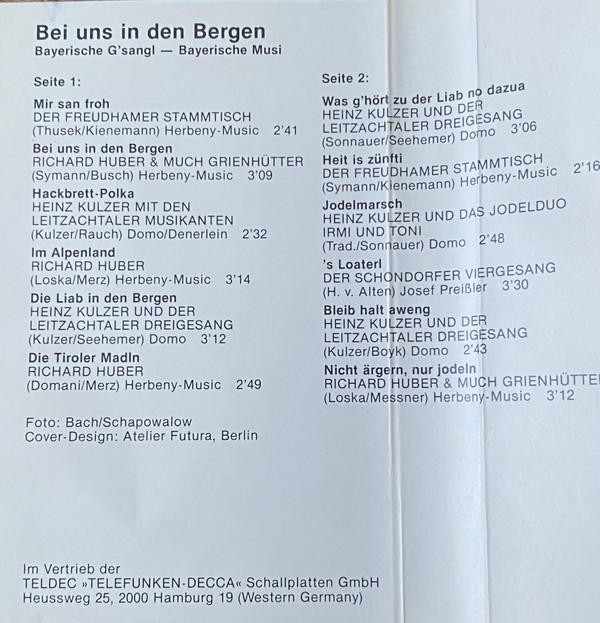 Bei uns in den Bergen
Bayerische G'sangl — Bayerische Musi
Seite 1:
Mir san froh
DER FREUDHAMER STAMMTISCH
(Thusek/Kienemann) Herbeny-Music 2'41
Bei uns in den Bergen
RICHARD HUBER & MUCH GRIENHÜTTER
(Symann/Busch) Herbeny-Music 3'09
Hackbrett-Polka
HEINZ KULZER MIT DEN
LEITZACHTALER MUSIKANTEN
(Kulzer/Rauch) Domo/Denerlein 2'32
Im Alpenland
RICHARD HUBER
(Loska/Merz) Herbeny-Music 3'14
Die Liab in den Bergen
HEINZ KULZER UND DER
LEITZACHTALER DREIGESANG
(Kulzer/Seehemer) Domo 3'12
Die Tiroler Madln
RICHARD HUBER
(Domani/Merz) Herbeny-Music 2'49
Foto: Bach/Schapowalow
Cover-Design: Atelier Futura, Berlin
Seite 2:
Was g'hört zu der Liab no dazua
HEINZ KULZER UND DER
LEITZACHTALER DREIGESANG
(Sonnauer/Seehemer) Domo 3'06
Heit is zünfti
DER FREUDHAMER STAMMTISCH
(Symann/Kienemann) Herbeny-Music 2'16
Jodelmarsch
HEINZ KULZER UND DAS JODELDUO
IRMI UND TONI
(Trad./Sonnauer) Domo 2'48
's Loaterl
DER SCHONDORFER VIERGESANG
(H. v. Alten) Josef Preißler 3'30
Bleib halt aweng
HEINZ KULZER UND DER
LEITZACHTALER DREIGESANG
(Kulzer/Boyk) Domo 2'43
Nicht ärgern, nur jodeln
RICHARD HUBER & MUCH GRIENHÜTTE
(Loska/Messner) Herbeny-Music 3'12
Im Vertrieb der
TELDEC »TELEFUNKEN-DECCA« Schallplatten GmbH
Heussweg 25, 2000 Hamburg 19 (Western Germany)